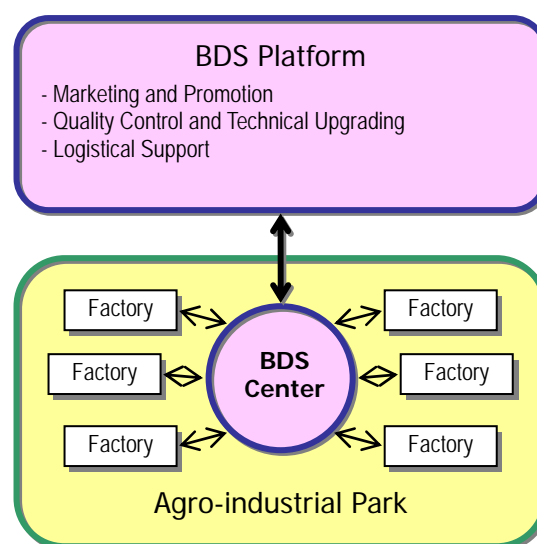 BDS Platform
- Marketing and Promotion
- Quality Control and Technical Upgrading
- Logistical Support
Factory
Factory
Factory
BDS
Center
Factory
Factory
Factory
Agro-industrial Park